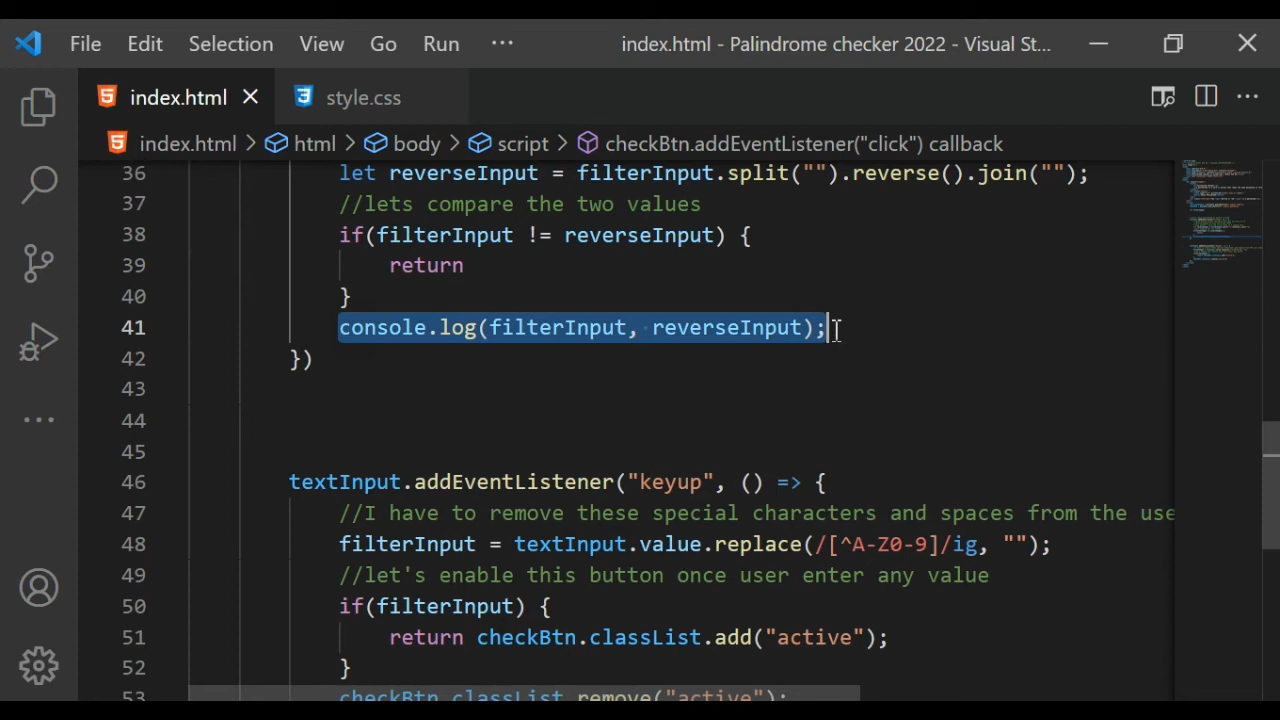 File Edit Selection View Go Run ··· index.html - Palindrome checker 2022 - Visual St...
index.html style.css
index.html > html > body > script > checkBtn.addEventListener("click") callback
36 let reverseInput = filterInput.split("").reverse().join("");
37 //lets compare the two values
38 if(filterInput != reverseInput) {
39 return
40 }
41 console.log(filterInput, reverseInput);
42 })
43
44
45
46 textInput.addEventListener("keyup", () => {
47 //I have to remove these special characters and spaces from the use
48 filterInput = textInput.value.replace(/[^A-Z0-9]/ig, "");
49 //let's enable this button once user enter any value
50 if(filterInput) {
51 return checkBtn.classList.add("active");
52 }
53 checkBtn.classList.remove("active");